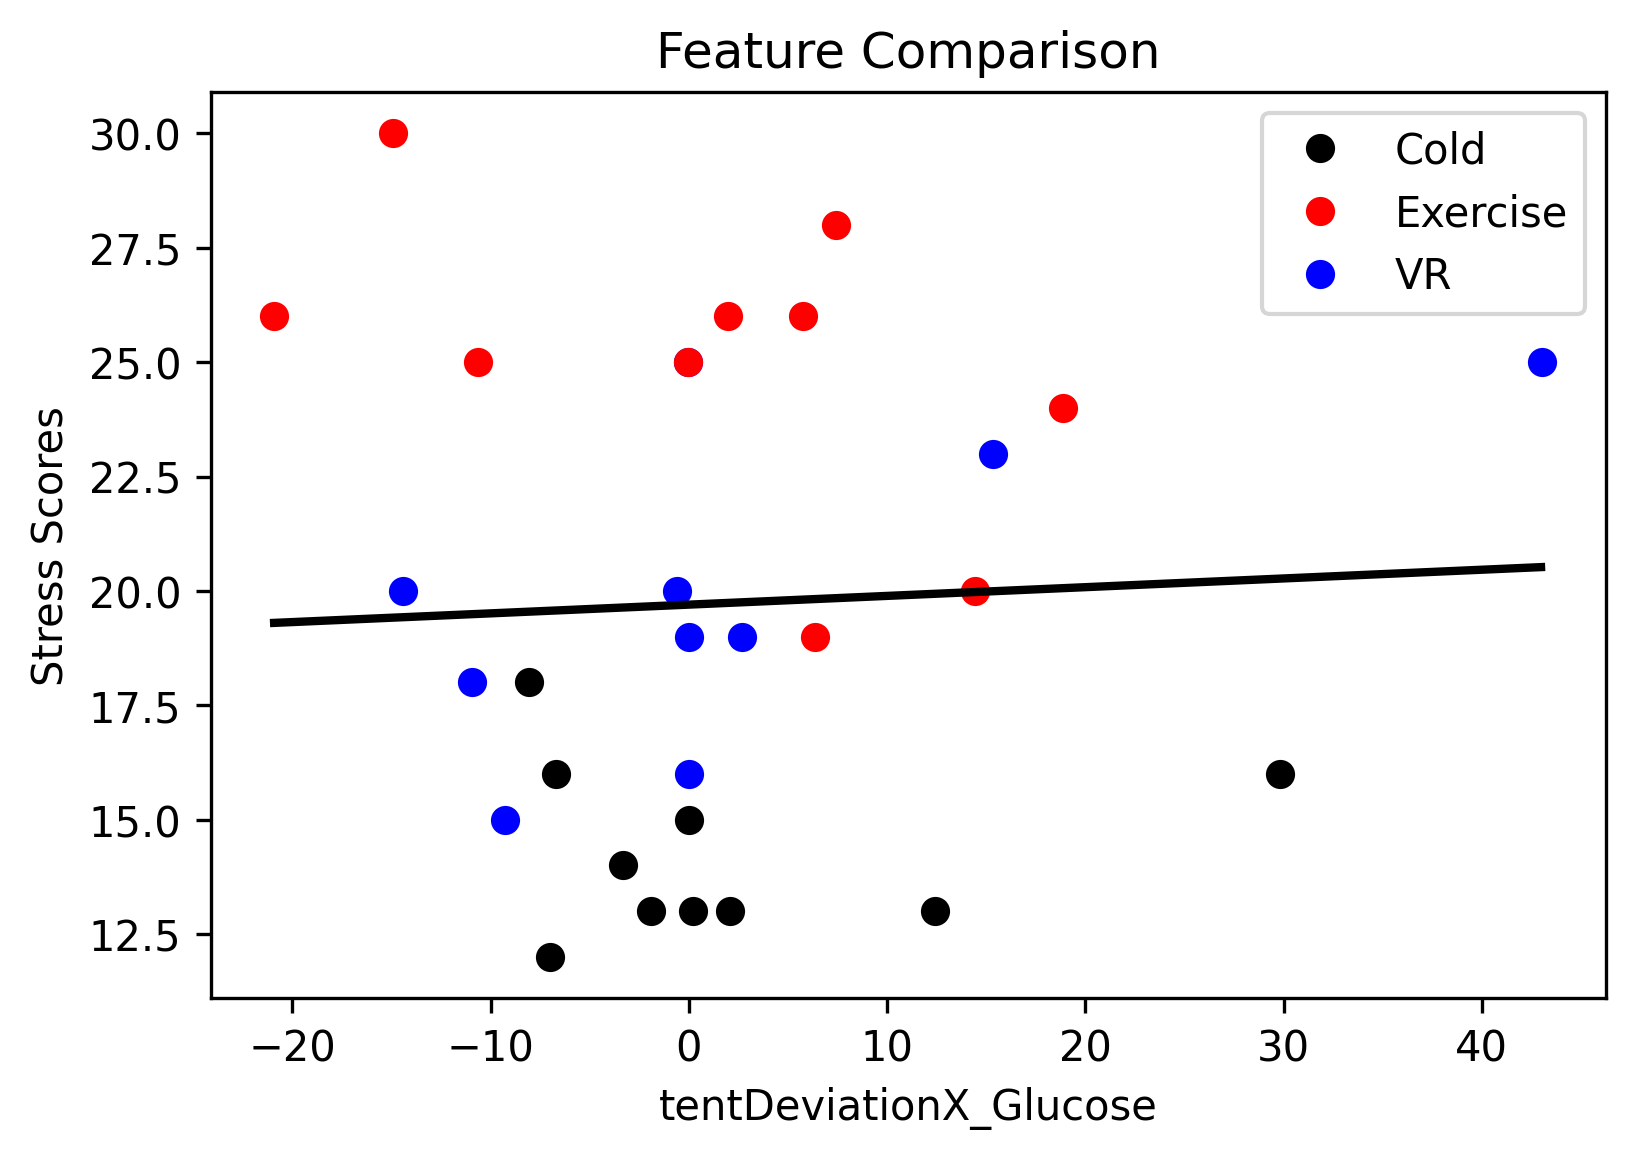 Feature Comparison
30.0
27.5
25.0
22.5
20.0
17.5
15.0
12.5
Stress Scores
Cold
Exercise
VR
−20 −10 0 10 20 30 40
tentDeviationX_Glucose